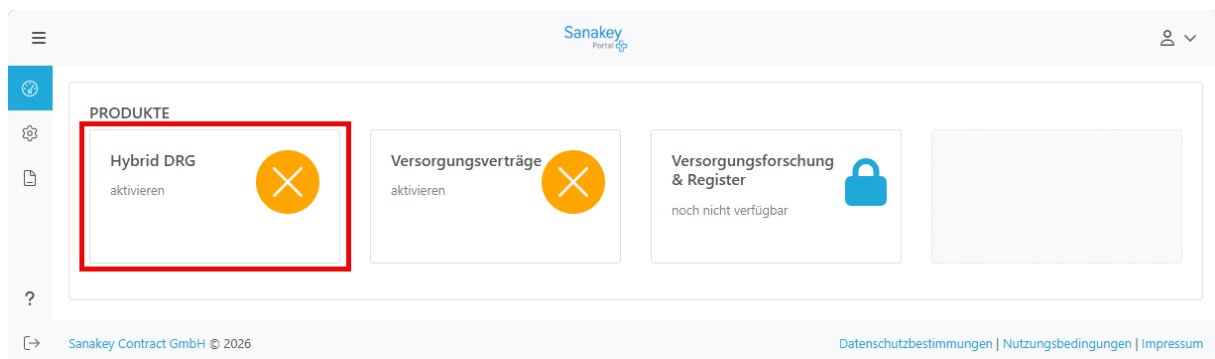 Sanakey
Portal
PRODUKTE
Hybrid DRG
aktivieren
Versorgungsverträge
aktivieren
Versorgungsforschung
& Register
noch nicht verfügbar
?
Sanakey Contract GmbH © 2026
Datenschutzbestimmungen | Nutzungsbedingungen | Impressum